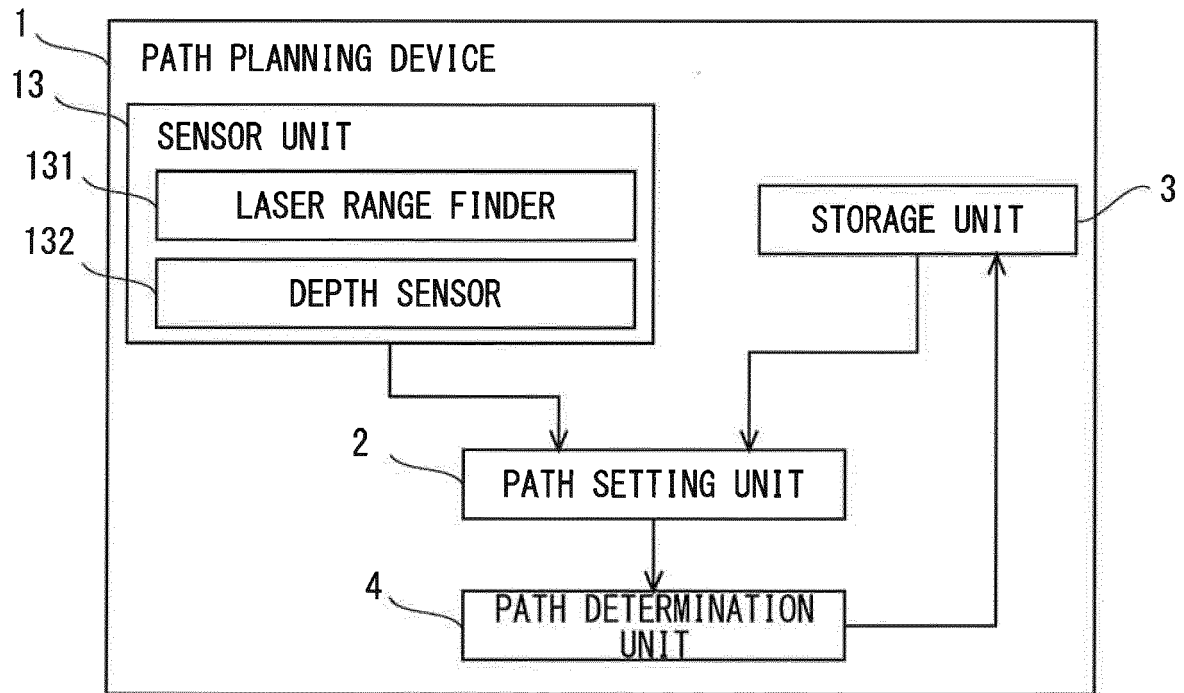 1
PATH PLANNING DEVICE
13
SENSOR UNIT
131
LASER RANGE FINDER
3
STORAGE UNIT
132
DEPTH SENSOR
2
PATH SETTING UNIT
4
PATH DETERMINATION
UNIT